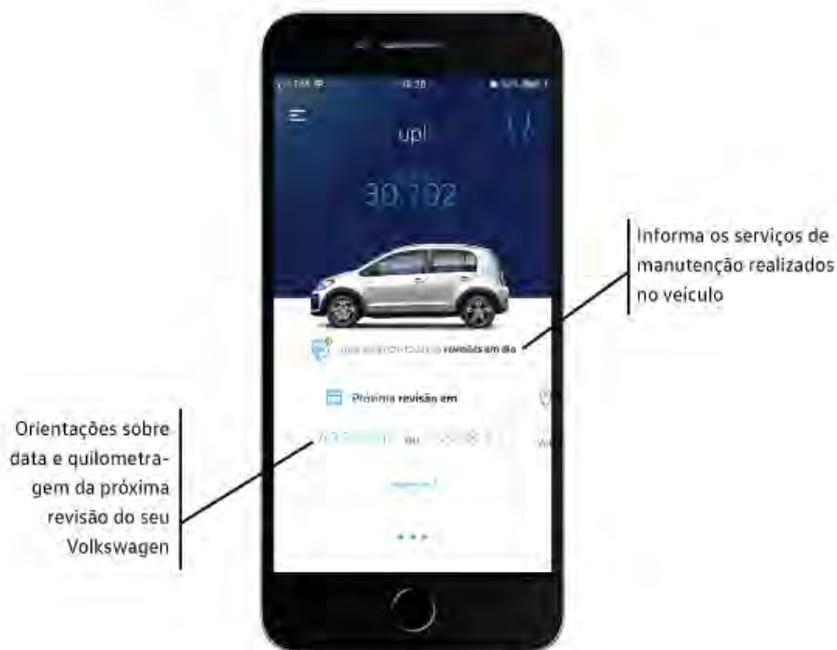 up!
30.702
Informa os serviços de
manutenção realizados
no veículo
revisões em dia
Próxima revisão em
ou
Orientações sobre
data e quilometra-
gem da próxima
revisão do seu
Volkswagen